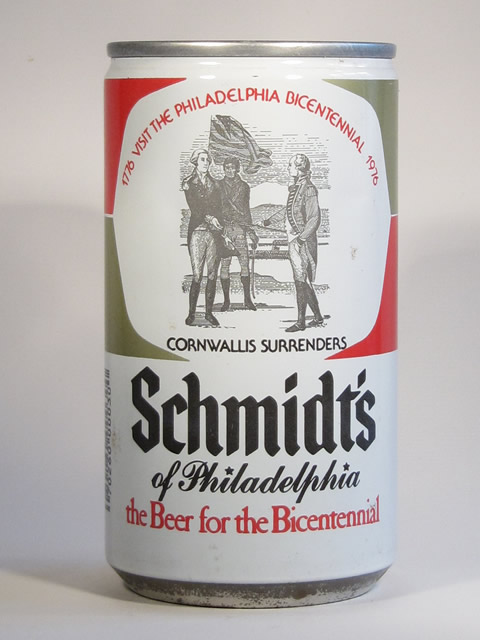 1776 VISIT THE PHILADELPHIA BICENTENNIAL 1976
CORNWALLIS SURRENDERS
Schmidt's
of Philadelphia
the Beer for the Bicentennial